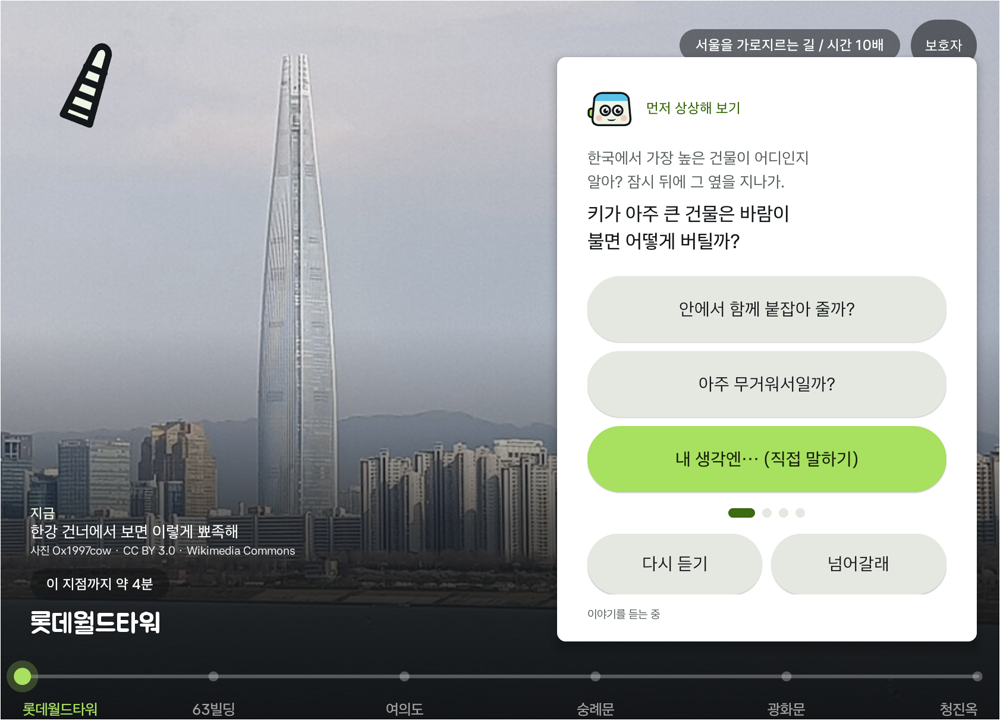 서울을 가로지르는 길 / 시간 10배
보호자
먼저 상상해 보기
한국에서 가장 높은 건물이 어디인지
알아? 잠시 뒤에 그 옆을 지나가.
키가 아주 큰 건물은 바람이
불면 어떻게 버틸까?
안에서 함께 붙잡아 줄까?
아주 무거워서일까?
내 생각엔… (직접 말하기)
다시 듣기
넘어갈래
이야기를 듣는 중
지금
한강 건너에서 보면 이렇게 뾰족해
사진 Ox1997cow · CC BY 3.0 · Wikimedia Commons
이 지점까지 약 4분
롯데월드타워
롯데월드타워
63빌딩
여의도
숭례문
광화문
청진옥